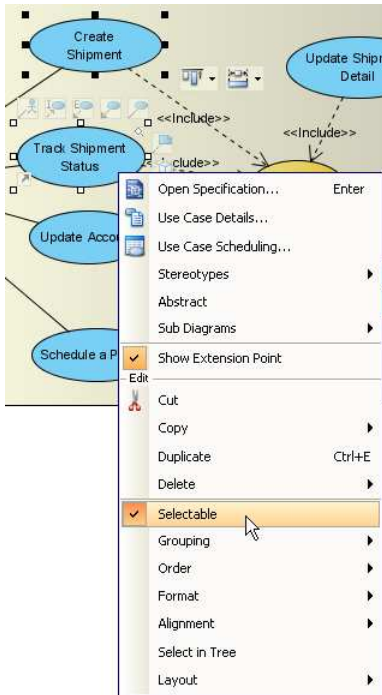 Create
Shipment
Update Shipr
Detail
<<Include>>
<<Include>>
Track Shipment
Status
clude>>
Open Specification... Enter
Use Case Details...
Update Accou
Use Case Scheduling...
Stereotypes
Abstract
Sub Diagrams
Schedule a P
Show Extension Point
Edit
Cut
Copy
Duplicate Ctrl+E
Delete
Selectable
Grouping
Order
Format
Alignment
Select in Tree
Layout